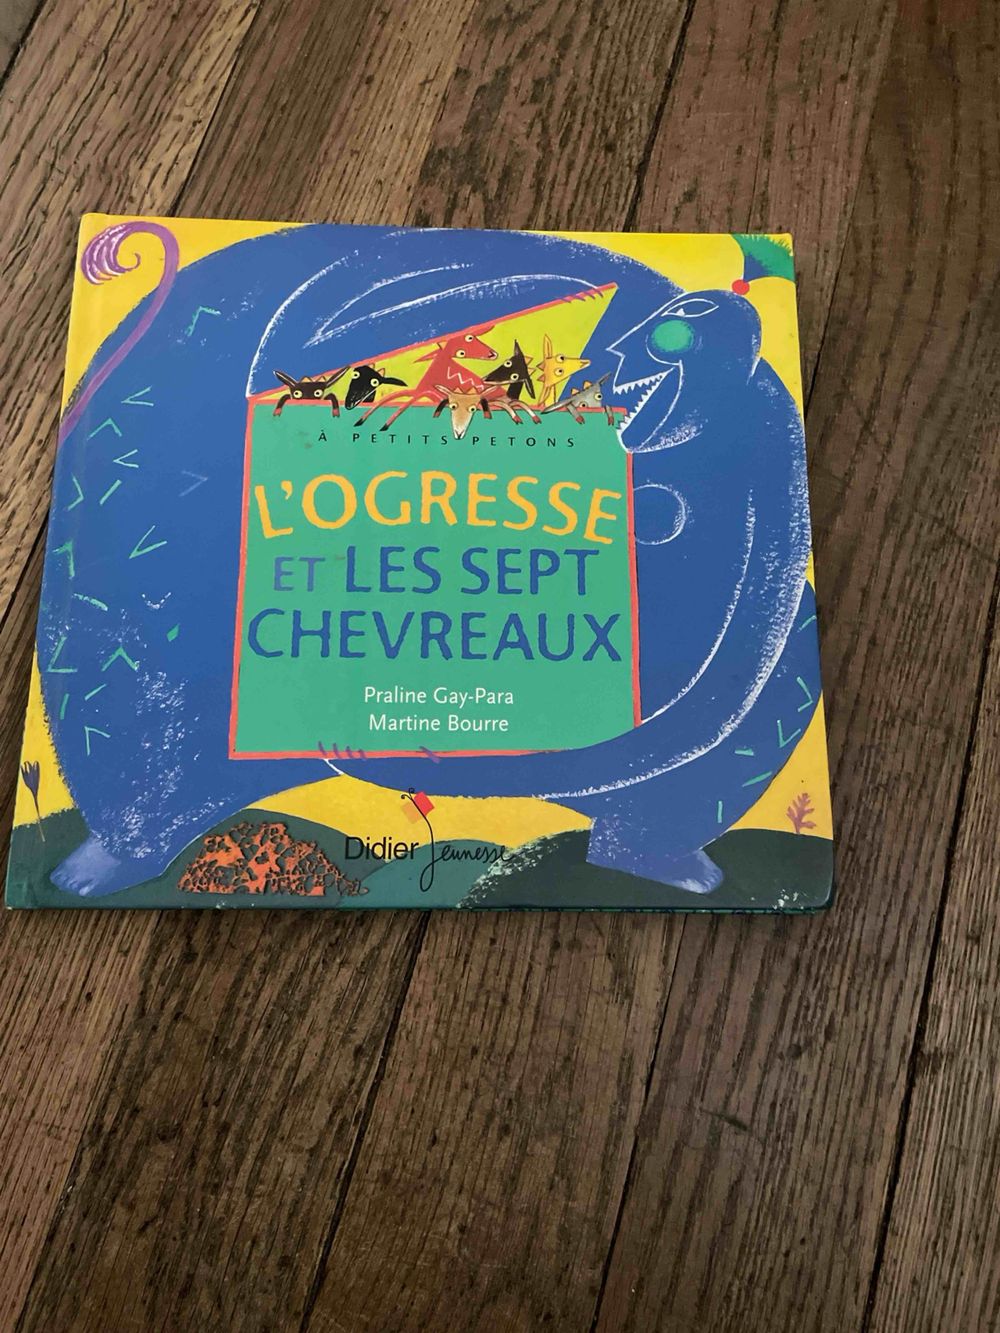 À PETITS PETONS
L'OGRESSE
ET LES SEPT
CHEVREAUX
Praline Gay-Para
Martine Bourre
Didier Jeunesse